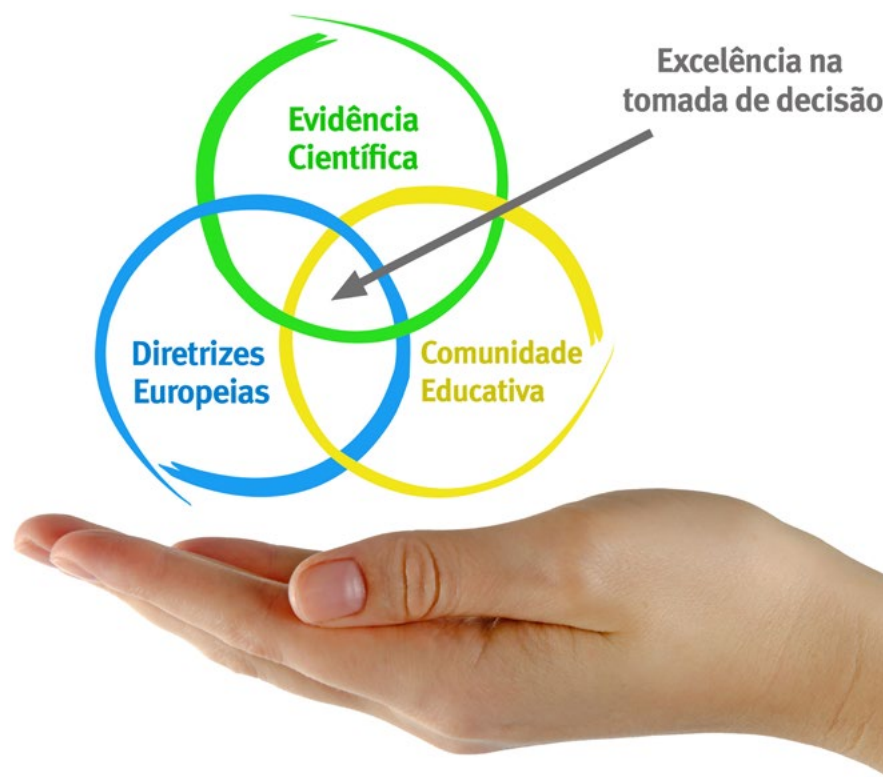 Excelência na
tomada de decisão
Evidência
Científica
Diretrizes
Europeias
Comunidade
Educativa